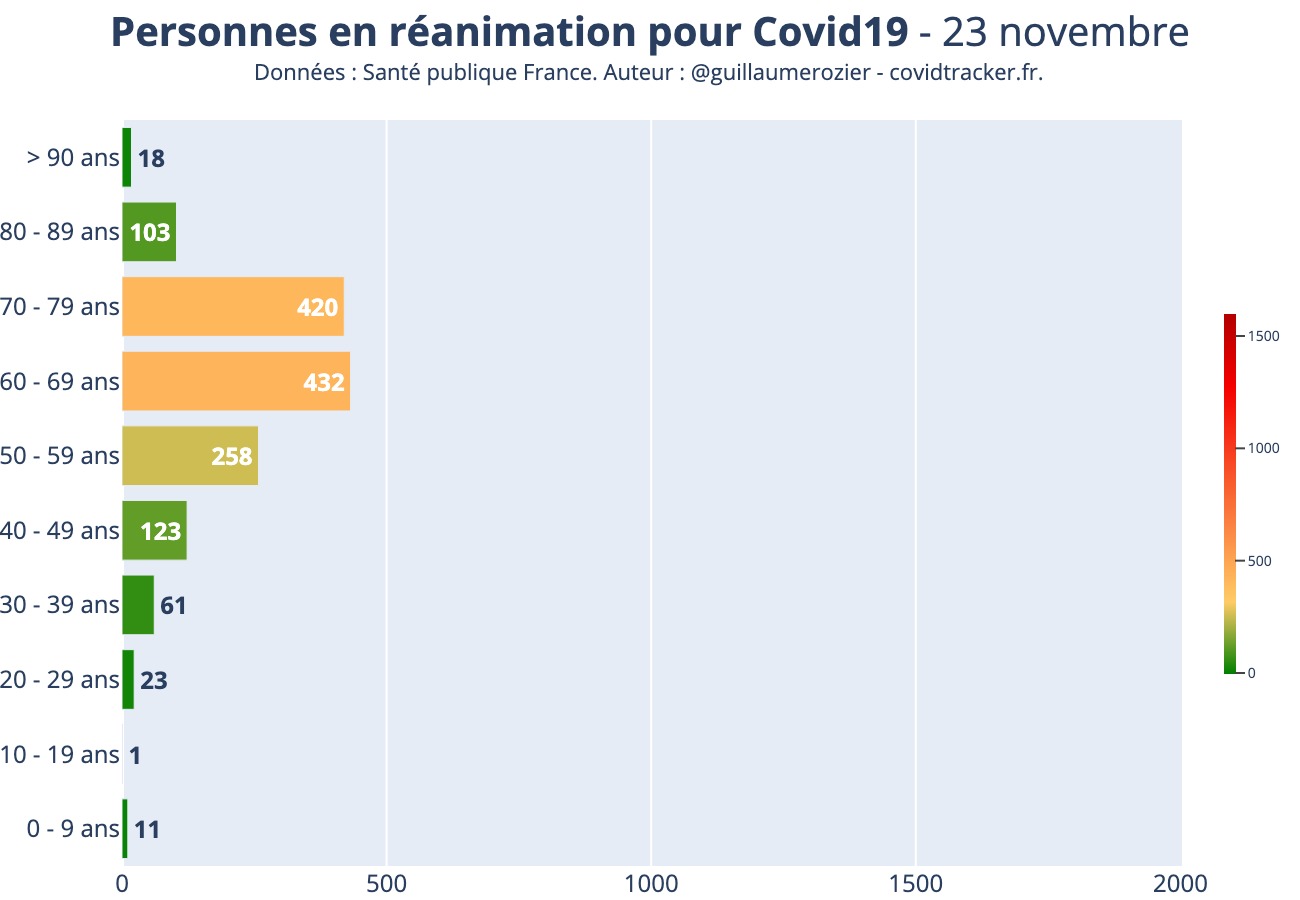 Personnes en réanimation pour Covid19 - 23 novembre
Données : Santé publique France. Auteur : @guillaumerozier - covidtracker.fr.
> 90 ans 18
80 - 89 ans 103
70 - 79 ans 420
60 - 69 ans 432
50 - 59 ans 258
40 - 49 ans 123
30 - 39 ans 61
20 - 29 ans 23
10 - 19 ans 1
0 - 9 ans 11
0 500 1000 1500 2000
1500
1000
500
0